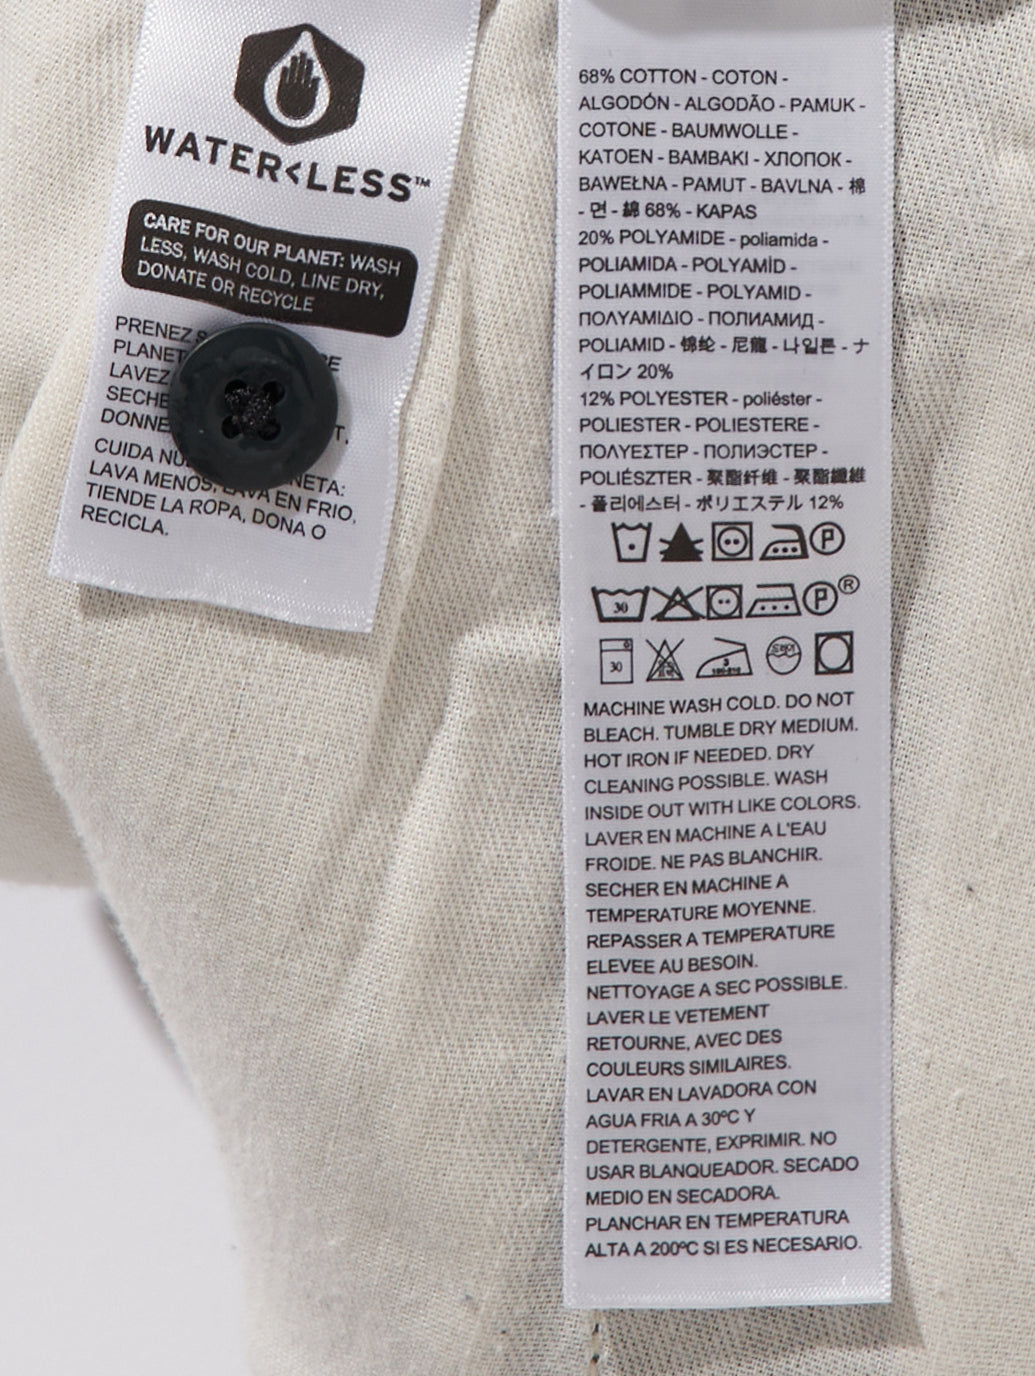 WATER<LESS™
CARE FOR OUR PLANET: WASH
LESS, WASH COLD, LINE DRY,
DONATE OR RECYCLE
PRENEZ
PLANET
LAVEZ
SECHE
DONNE
CUIDA NETA:
LAVA MENOS, LAVA EN FRIO,
TIENDE LA ROPA, DONA O
RECICLA.
68% COTTON - COTON -
ALGODÓN - ALGODÃO - PAMUK -
COTONE - BAUMWOLLE -
KATOEN - BAMBAKI - ХЛОПОК -
BAWEŁNA - PAMUT - BAVLNA - 棉
- 면 - 綿 68% - KAPAS
20% POLYAMIDE - poliamida -
POLIAMIDA - POLYAMİD -
POLIAMMIDE - POLYAMID -
ΠΟΛΥΑΜΙΔΙΟ - ПОЛИАМИД -
POLIAMID - 锦纶 - 尼龍 - 나일론 - ナ
イロン 20%
12% POLYESTER - poliéster -
POLIESTER - POLIESTERE -
ΠΟΛΥΕΣΤΕΡ - ПОЛИЭСТЕР -
POLIÉSZTER - 聚酯纤维 - 聚酯纖維
- 폴리에스터 - ポリエステル 12%
P
30 P ®
30 3
MACHINE WASH COLD. DO NOT
BLEACH. TUMBLE DRY MEDIUM.
HOT IRON IF NEEDED. DRY
CLEANING POSSIBLE. WASH
INSIDE OUT WITH LIKE COLORS.
LAVER EN MACHINE A L'EAU
FROIDE. NE PAS BLANCHIR.
SECHER EN MACHINE A
TEMPERATURE MOYENNE.
REPASSER A TEMPERATURE
ELEVEE AU BESOIN.
NETTOYAGE A SEC POSSIBLE.
LAVER LE VETEMENT
RETOURNE, AVEC DES
COULEURS SIMILAIRES.
LAVAR EN LAVADORA CON
AGUA FRIA A 30ºC Y
DETERGENTE, EXPRIMIR. NO
USAR BLANQUEADOR. SECADO
MEDIO EN SECADORA.
PLANCHAR EN TEMPERATURA
ALTA A 200ºC SI ES NECESARIO.